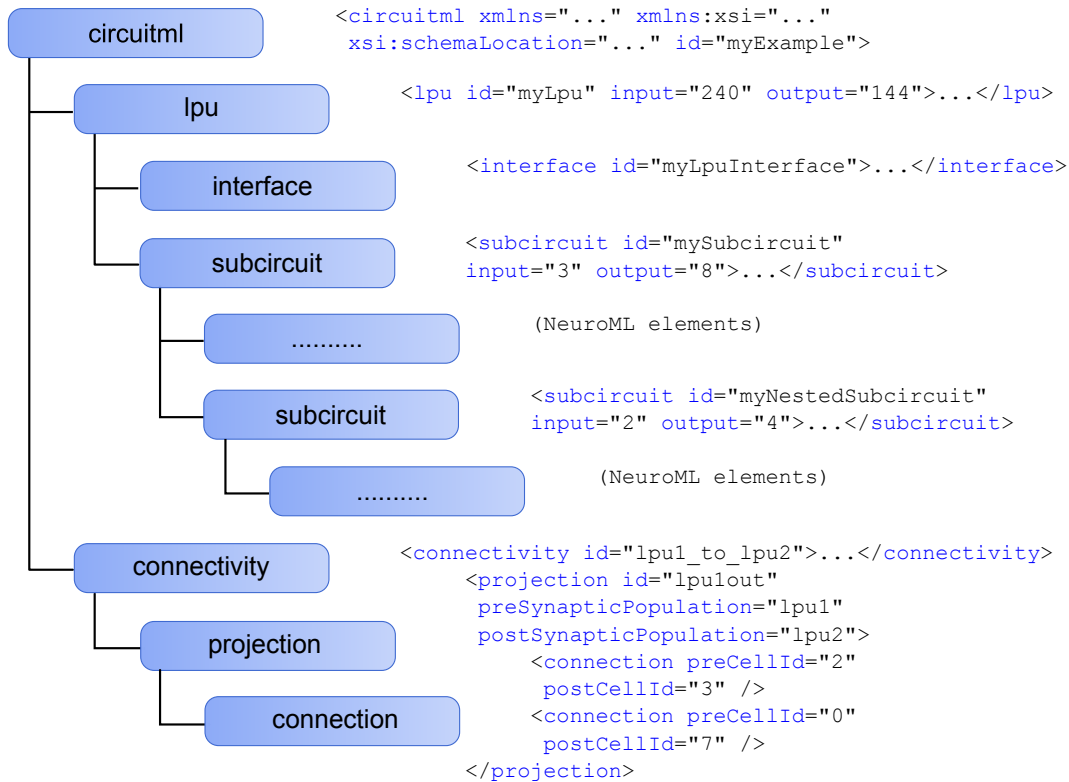 circuitml
<circuitml xmlns="..." xmlns:xsi="..."
xsi:schemaLocation="..." id="myExample">
lpu
<lpu id="myLpu" input="240" output="144">...</lpu>
interface
<interface id="myLpuInterface">...</interface>
subcircuit
<subcircuit id="mySubcircuit"
input="3" output="8">...</subcircuit>
..........
(NeuroML elements)
subcircuit
<subcircuit id="myNestedSubcircuit"
input="2" output="4">...</subcircuit>
..........
(NeuroML elements)
connectivity
<connectivity id="lpu1_to_lpu2">...</connectivity>
<projection id="lpu1out"
preSynapticPopulation="lpu1"
projection
postSynapticPopulation="lpu2">
<connection preCellId="2"
postCellId="3" />
connection
<connection preCellId="0"
postCellId="7" />
</projection>